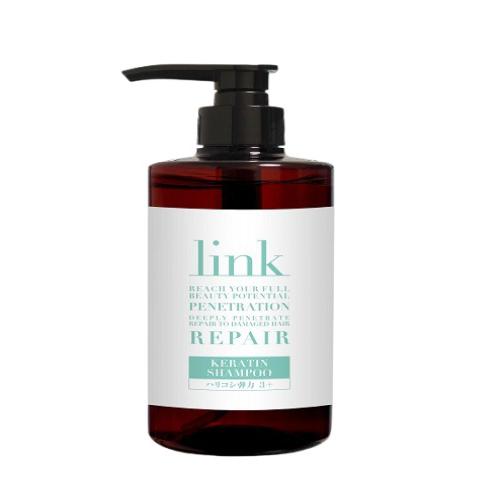 link
REACH YOUR FULL
BEAUTY POTENTIAL
PENETRATION
DEEPLY PENETRATE
REPAIR TO DAMAGED HAIR
REPAIR
KERATIN
SHAMPOO
ハリコシ弾力 3+